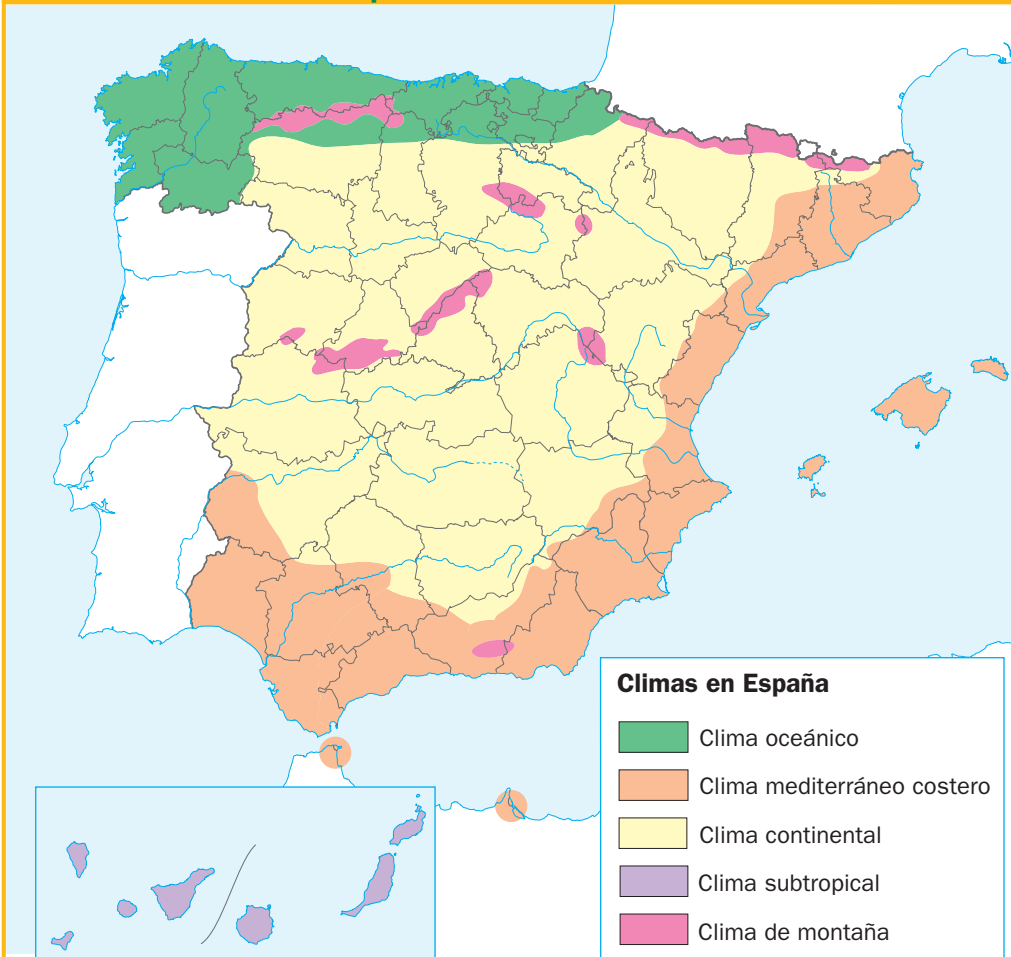 Climas en España
Clima oceánico
Clima mediterráneo costero
Clima continental
Clima subtropical
Clima de montaña